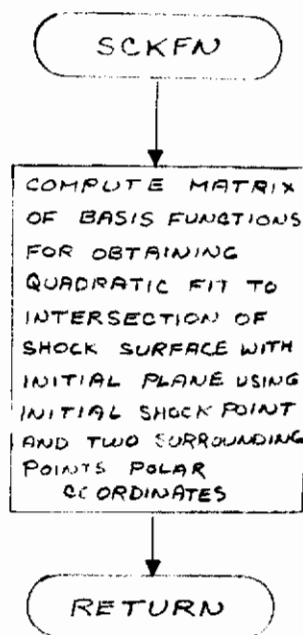 SCKFN
COMPUTE MATRIX
OF BASIS FUNCTIONS
FOR OBTAINING
QUADRATIC FIT TO
INTERSECTION OF
SHOCK SURFACE WITH
INITIAL PLANE USING
INITIAL SHOCK POINT
AND TWO SURROUNDING
POINTS POLAR
COORDINATES
RETURN